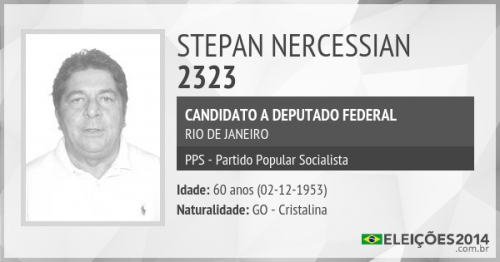 STEPAN NERCESSIAN
2323
CANDIDATO A DEPUTADO FEDERAL
RIO DE JANEIRO
PPS - Partido Popular Socialista
Idade: 60 anos (02-12-1953)
Naturalidade: GO - Cristalina
ELEIÇÕES2014
.com.br